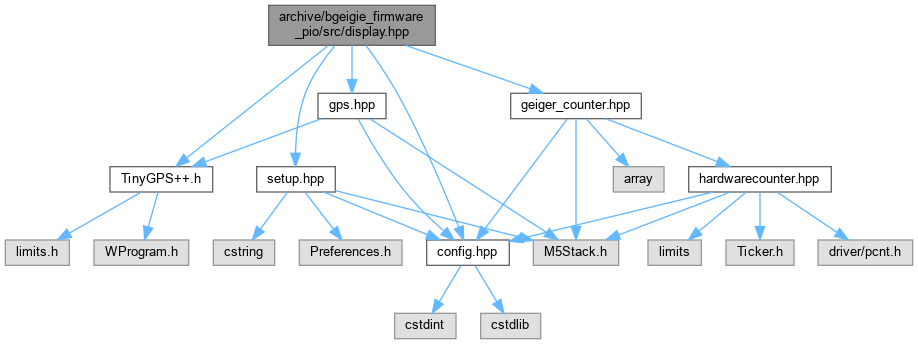 archive/bgeigie_firmware
_pio/src/display.hpp
gps.hpp
geiger_counter.hpp
TinyGPS++.h
setup.hpp
array
hardwarecounter.hpp
limits.h
WProgram.h
cstring
Preferences.h
config.hpp
M5Stack.h
limits
Ticker.h
driver/pcnt.h
cstdint
cstdlib